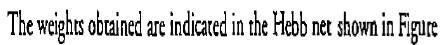 The weights obtained are indicated in the Hebb net shown in Figure